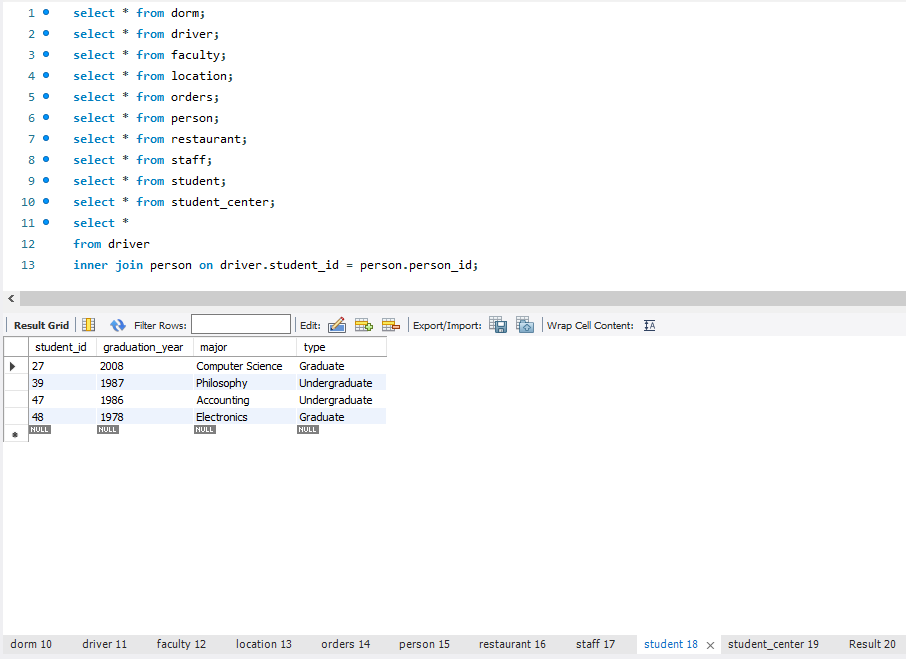 1 select * from dorm;
2 select * from driver;
3 select * from faculty;
4 select * from location;
5 select * from orders;
6 select * from person;
7 select * from restaurant;
8 select * from staff;
9 select * from student;
10 select * from student_center;
11 select *
12 from driver
13 inner join person on driver.student_id = person.person_id;
Result Grid Filter Rows: Edit: Export/Import: Wrap Cell Content: IA
student_id graduation_year major type
27 2008 Computer Science Graduate
39 1987 Philosophy Undergraduate
47 1986 Accounting Undergraduate
48 1978 Electronics Graduate
NULL NULL NULL NULL
dorm 10 driver 11 faculty 12 location 13 orders 14 person 15 restaurant 16 staff 17 student 18 student_center 19 Result 20